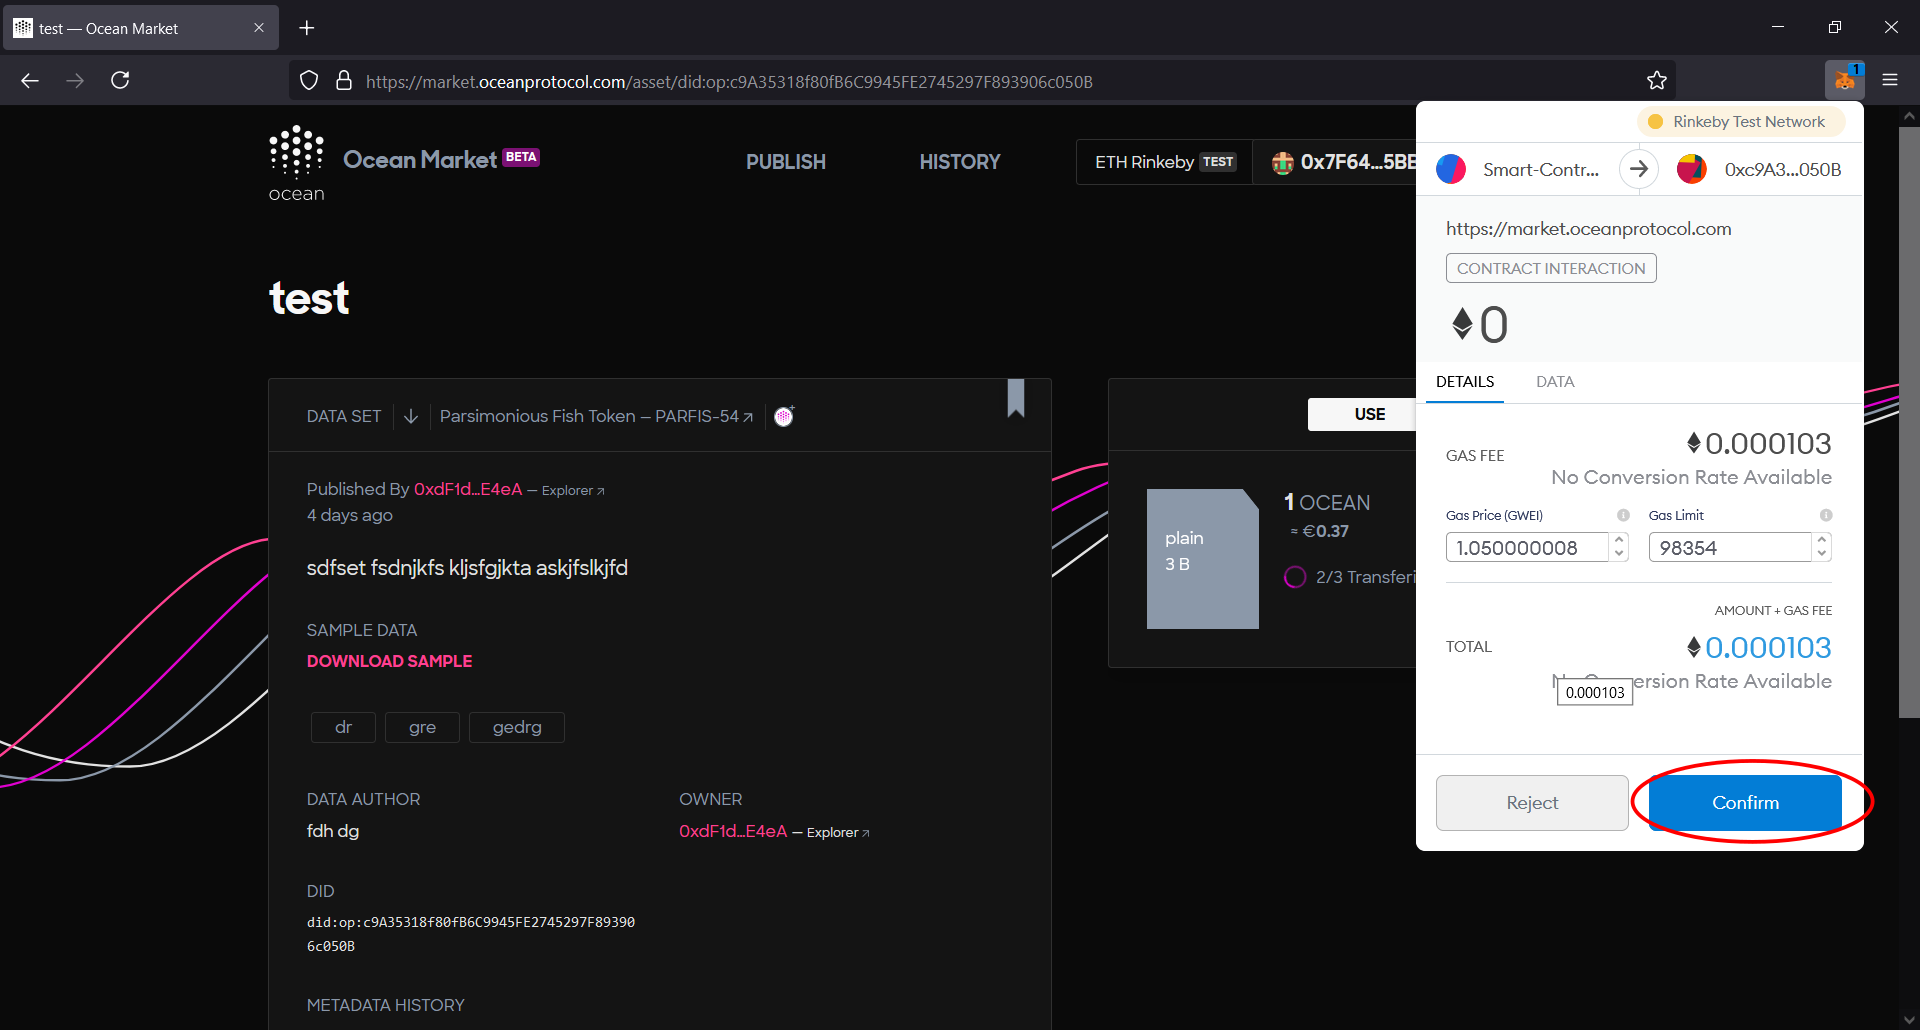 test — Ocean Market
https://market.oceanprotocol.com/asset/did:op:c9A35318f80fB6C9945FE2745297F893906c050B
1
ocean
Ocean Market BETA
PUBLISH
HISTORY
ETH Rinkeby TEST
0x7F64...5BE
test
DATA SET
Parsimonious Fish Token — PARFIS-54
Published By 0xdF1d...E4eA — Explorer
4 days ago
sdfset fsdnjkfs kljsfgjkta askjfslkjfd
SAMPLE DATA
DOWNLOAD SAMPLE
dr gre gedrg
DATA AUTHOR
fdh dg
OWNER
0xdF1d...E4eA — Explorer
DID
did:op:c9A35318f80fB6C9945FE2745297F89390
6c050B
METADATA HISTORY
USE
plain
3 B
1 OCEAN
≈ €0.37
2/3 Transferi
Rinkeby Test Network
Smart-Contr...
0xc9A3...050B
https://market.oceanprotocol.com
CONTRACT INTERACTION
0
DETAILS
DATA
GAS FEE
0.000103
No Conversion Rate Available
Gas Price (GWEI)
Gas Limit
1.050000008
98354
AMOUNT + GAS FEE
TOTAL
0.000103
No Conversion Rate Available
0.000103
Reject
Confirm